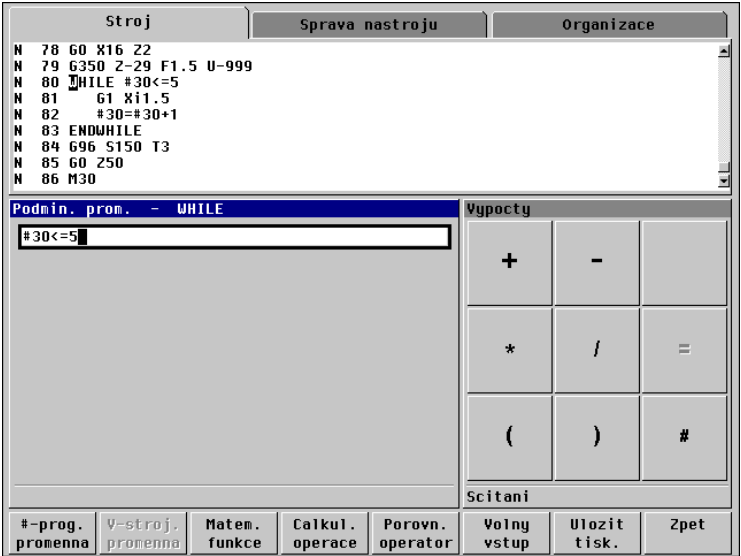 Stroj Sprava nastroju Organizace
N 78 G0 X16 Z2
N 79 G350 Z-29 F1.5 U-999
N 80 WHILE #30<=5
N 81 G1 Xi1.5
N 82 #30=#30+1
N 83 ENDWHILE
N 84 G96 S150 T3
N 85 G0 Z50
N 86 M30
Podmin. prom. - WHILE
#30<=5
Vypocty
+ -
* / =
( ) #
Scitani
#-prog. promenna
V-stroj. promenna
Matem. funkce
Calkul. operace
Porovn. operator
Volny vstup
Ulozit tisk.
Zpet